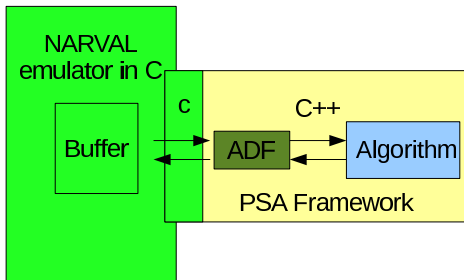 NARVAL
emulator in C
c
C++
Buffer
ADF
Algorithm
PSA Framework